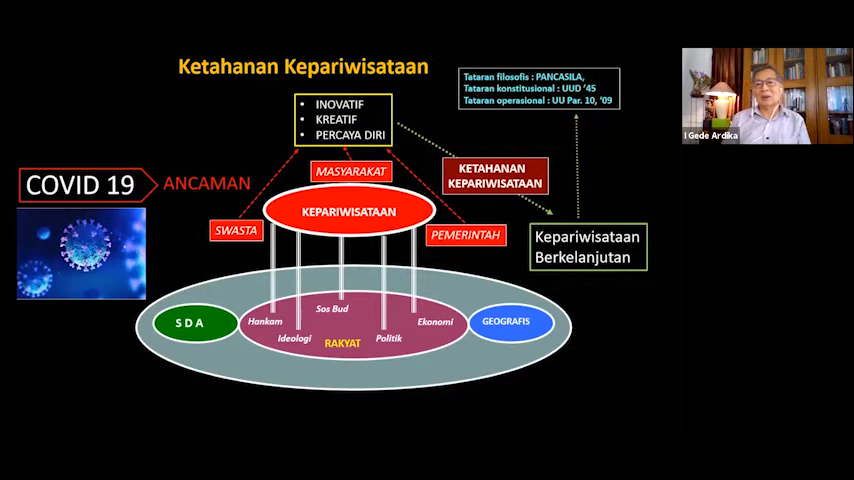 Ketahanan Kepariwisataan
Tataran filosofis : PANCASILA,
Tataran konstitusional : UUD '45
Tataran operasional : UU Par. 10, '09
• INOVATIF
• KREATIF
• PERCAYA DIRI
I Gede Ardika
MASYARAKAT
KETAHANAN
KEPARIWISATAAN
COVID 19
ANCAMAN
KEPARIWISATAAN
SWASTA
PEMERINTAH
Kepariwisataan
Berkelanjutan
S D A
Hankam
Ideologi
Sos Bud
RAKYAT
Politik
Ekonomi
GEOGRAFIS